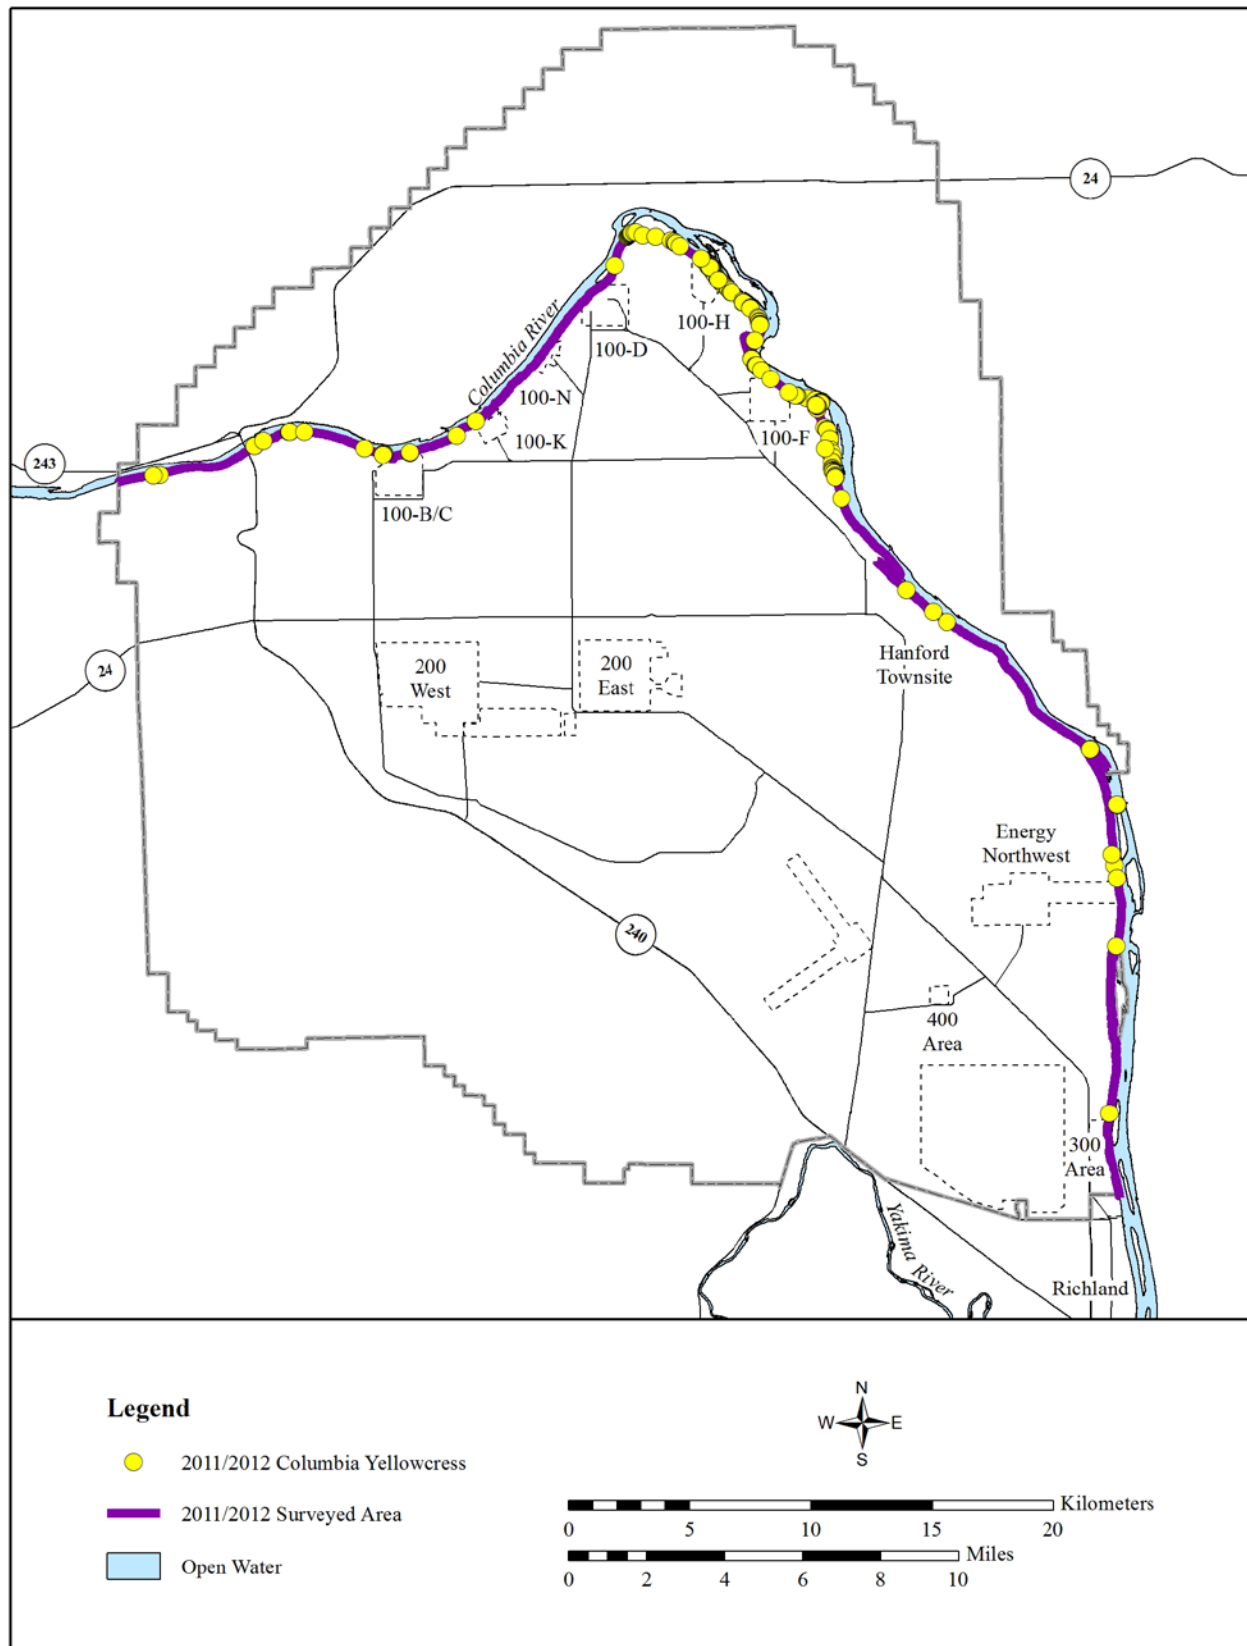 24
Columbia River
100-H
100-D
100-N
100-K
100-F
243
100-B/C
Hanford
Townsite
24
200
West
200
East
Energy
Northwest
240
400
Area
300
Area
Yakima River
Richland
Legend
2011/2012 Columbia Yellowcress
2011/2012 Surveyed Area
Open Water
N
W E
S
Kilometers
0 5 10 15 20
Miles
0 2 4 6 8 10